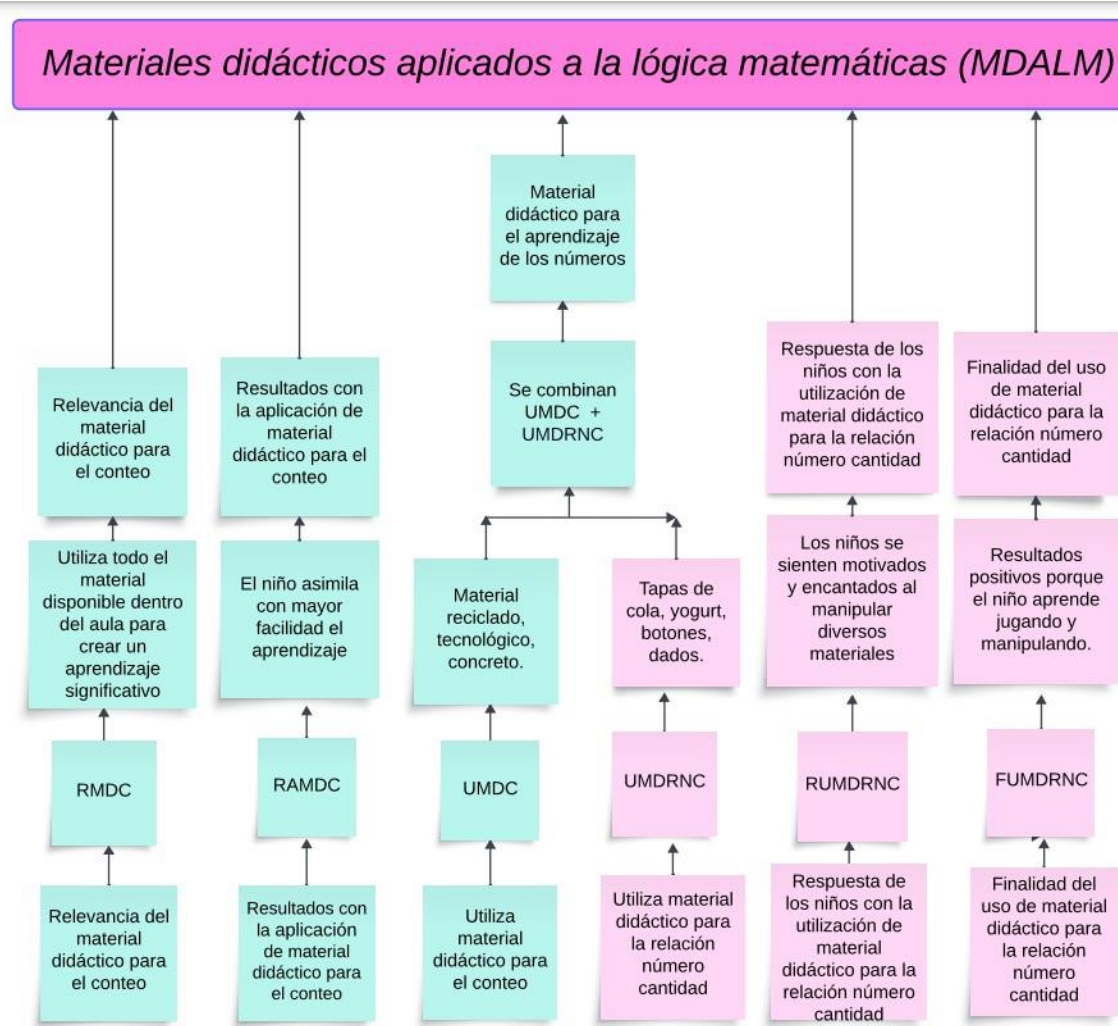 Materiales didácticos aplicados a la lógica matemáticas (MDALM)
Material
didáctico para
el aprendizaje
de los números
Relevancia del
material
didáctico para
el conteo
Resultados con
la aplicación de
material
didáctico para el
conteo
Se combinan
UMDC +
UMDRNC
Respuesta de los
niños con la
utilización de
material didáctico
para la relación
número cantidad
Finalidad del uso
de material
didáctico para la
relación número
cantidad
Utiliza todo el
material
disponible dentro
del aula para
crear un
aprendizaje
significativo
El niño asimila
con mayor
facilidad el
aprendizaje
Material
reciclado,
tecnológico,
concreto.
Tapas de
cola, yogurt,
botones,
dados.
Los niños se
sienten motivados
y encantados al
manipular
diversos
materiales
Resultados
positivos porque
el niño aprende
jugando y
manipulando.
RMDC
RAMDC
UMDC
UMDRNC
RUMDRNC
FUMDRNC
Relevancia del
material
didáctico para
el conteo
Resultados con
la aplicación
de material
didáctico para
el conteo
Utiliza
material
didáctico para
el conteo
Utiliza material
didáctico para
la relación
número
cantidad
Respuesta de
los niños con la
utilización de
material
didáctico para la
relación número
cantidad
Finalidad del
uso de material
didáctico para
la relación
número
cantidad